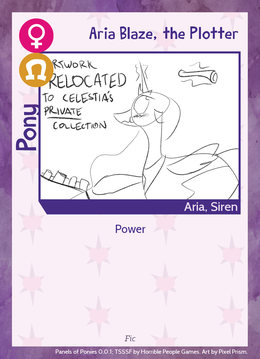 Aria Blaze, the Plotter
Pony
ARTWORK
RELOCATED
TO CELESTIA'S
PRIVATE
COLLECTION
Aria, Siren
Power
Fic
Panels of Ponies 0.0.1; TSSSF by Horrible People Games. Art by Pixel Prism.